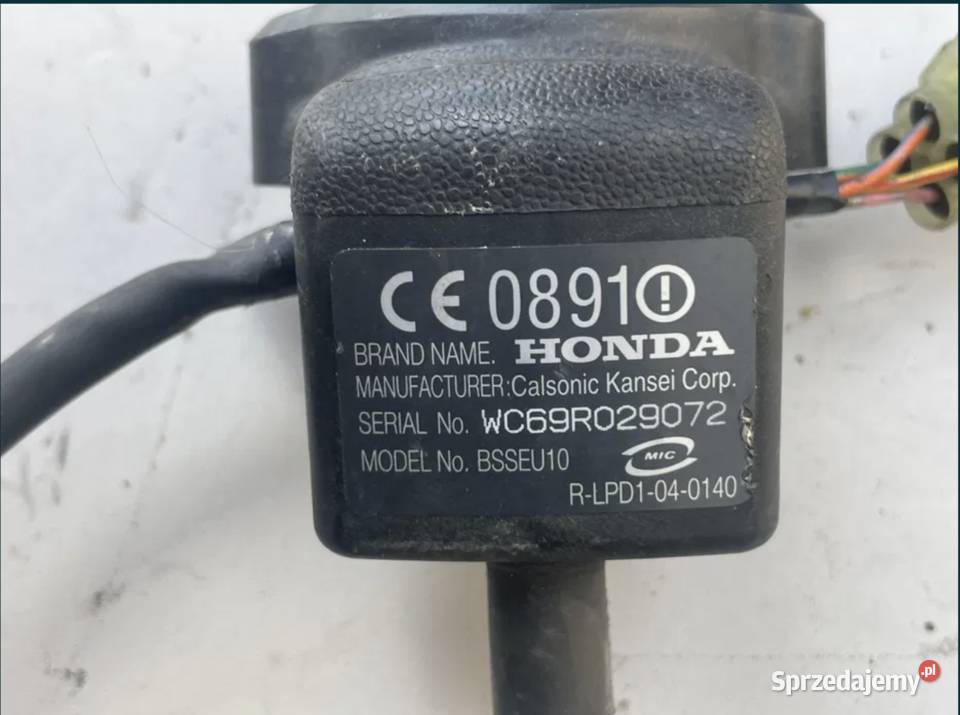 CE 0891
BRAND NAME. HONDA
MANUFACTURER:Calsonic Kansei Corp.
SERIAL No. WC69R029072
MODEL No. BSSEU10
MIC
R-LPD1-04-0140
Sprzedajemy.pl